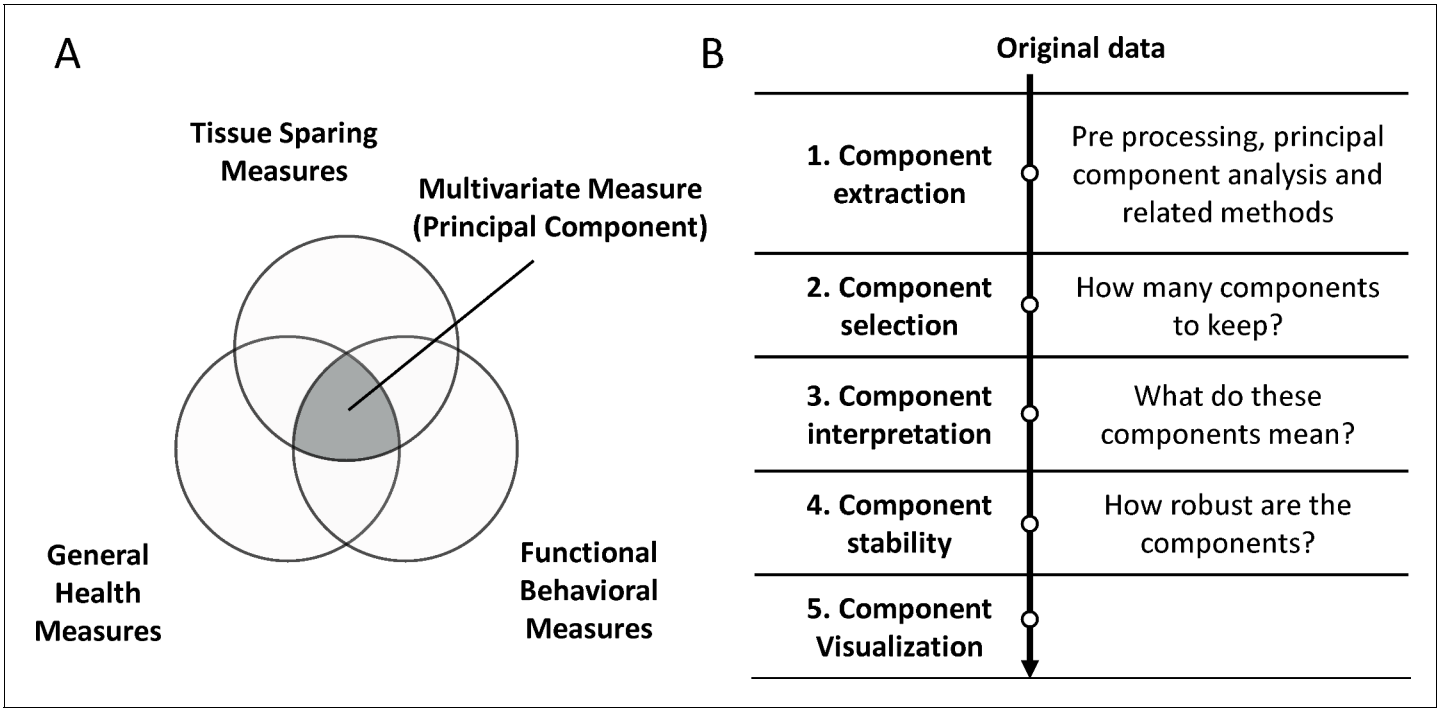 A
Tissue Sparing
Measures
Multivariate Measure
(Principal Component)
General
Health
Measures
Functional
Behavioral
Measures
B
Original data
1. Component
extraction
Pre processing, principal
component analysis and
related methods
2. Component
selection
How many components
to keep?
3. Component
interpretation
What do these
components mean?
4. Component
stability
How robust are the
components?
5. Component
Visualization